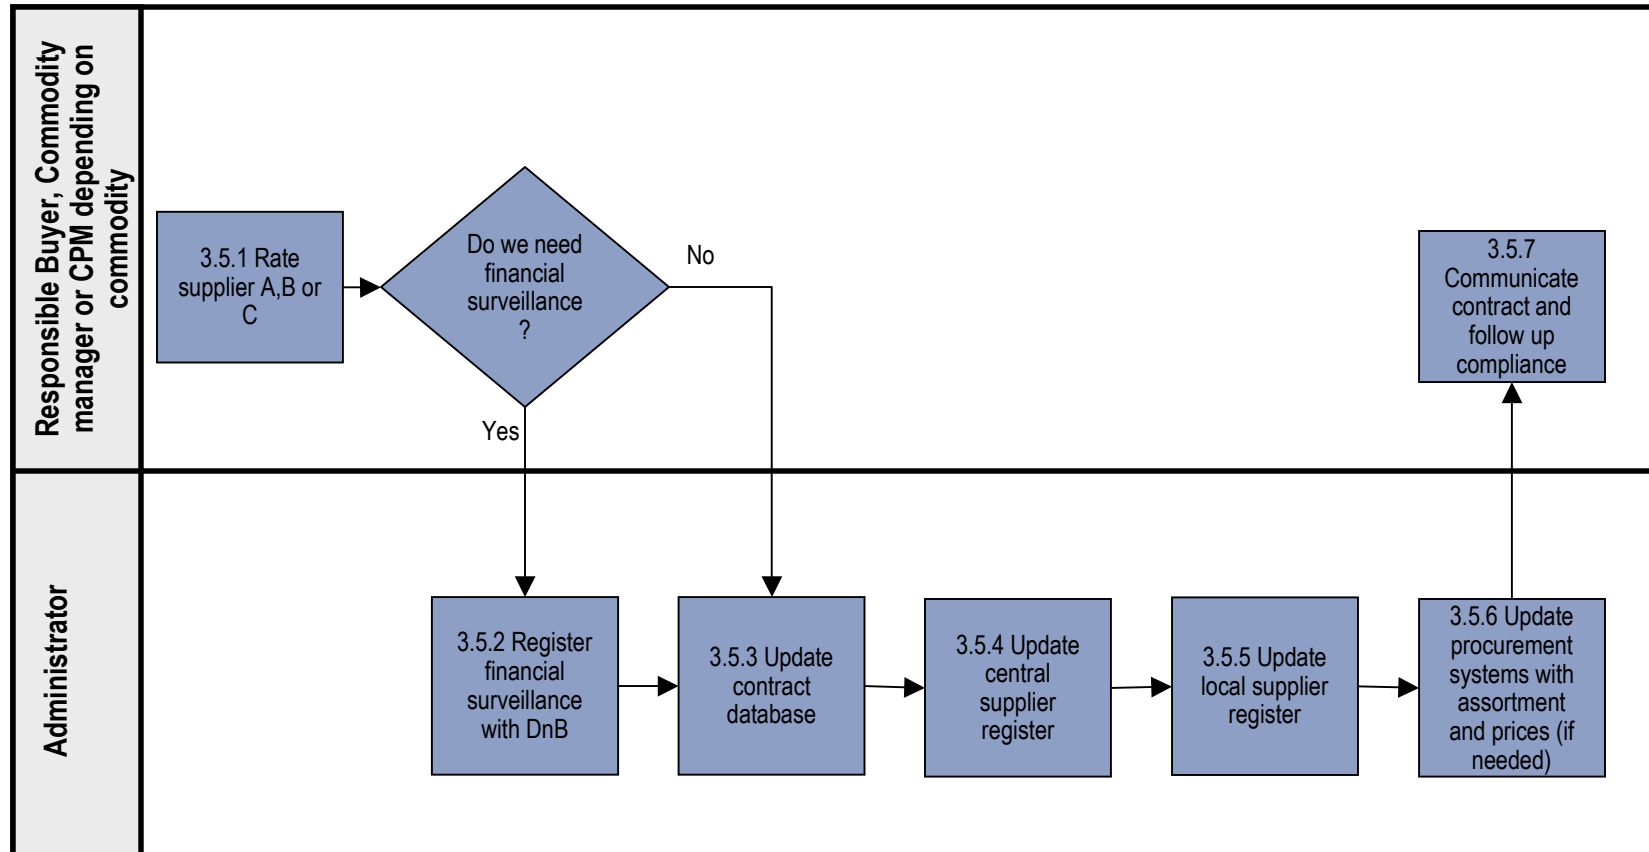 Responsible Buyer, Commodity
manager or CPM depending on
commodity
3.5.1 Rate
supplier A,B or
C
Do we need
financial
surveillance
?
No
Yes
3.5.7
Communicate
contract and
follow up
compliance
Administrator
3.5.2 Register
financial
surveillance
with DnB
3.5.3 Update
contract
database
3.5.4 Update
central
supplier
register
3.5.5 Update
local supplier
register
3.5.6 Update
procurement
systems with
assortment
and prices (if
needed)